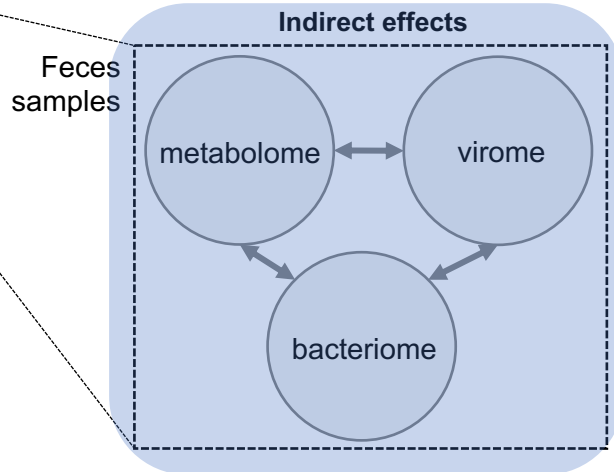 Indirect effects
Feces
samples
metabolome
virome
bacteriome